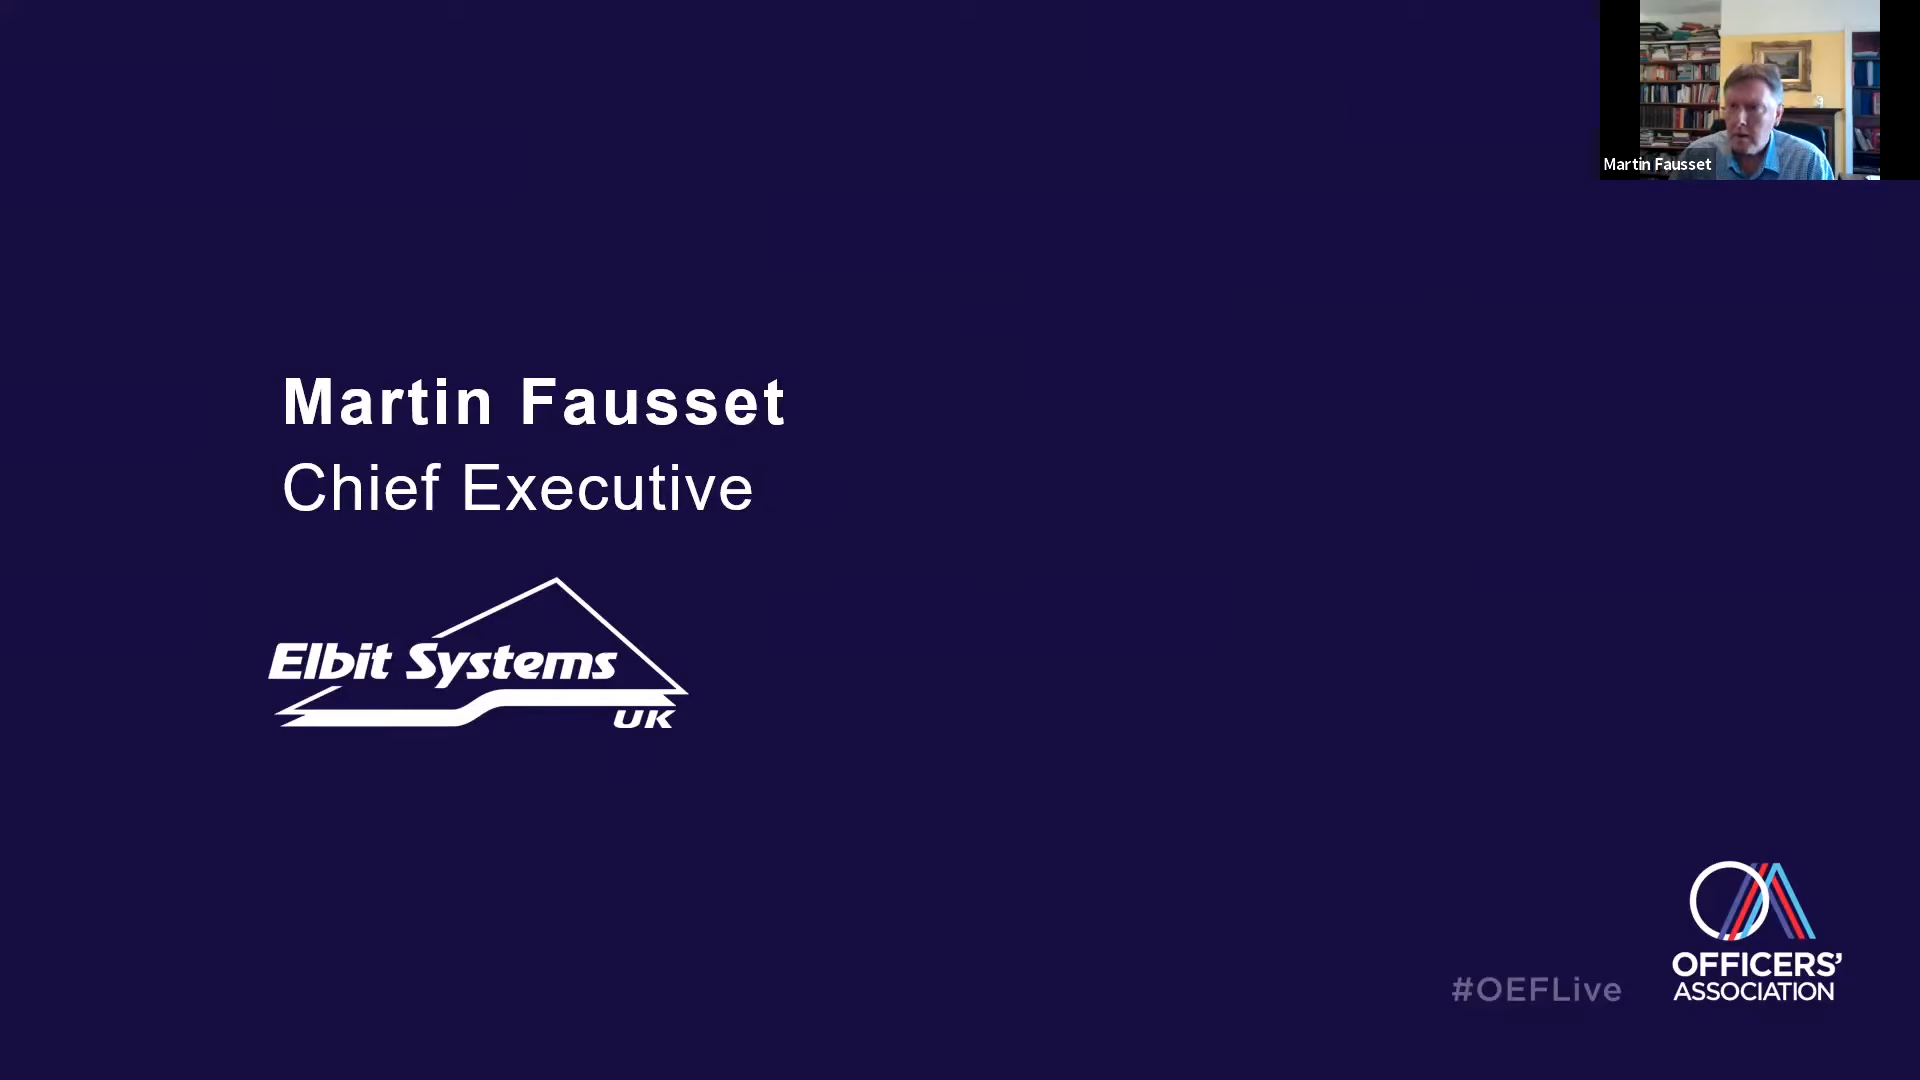 Martin Fausset
Martin Fausset
Chief Executive
Elbit Systems
UK
#OEFLive
OFFICERS’
ASSOCIATION